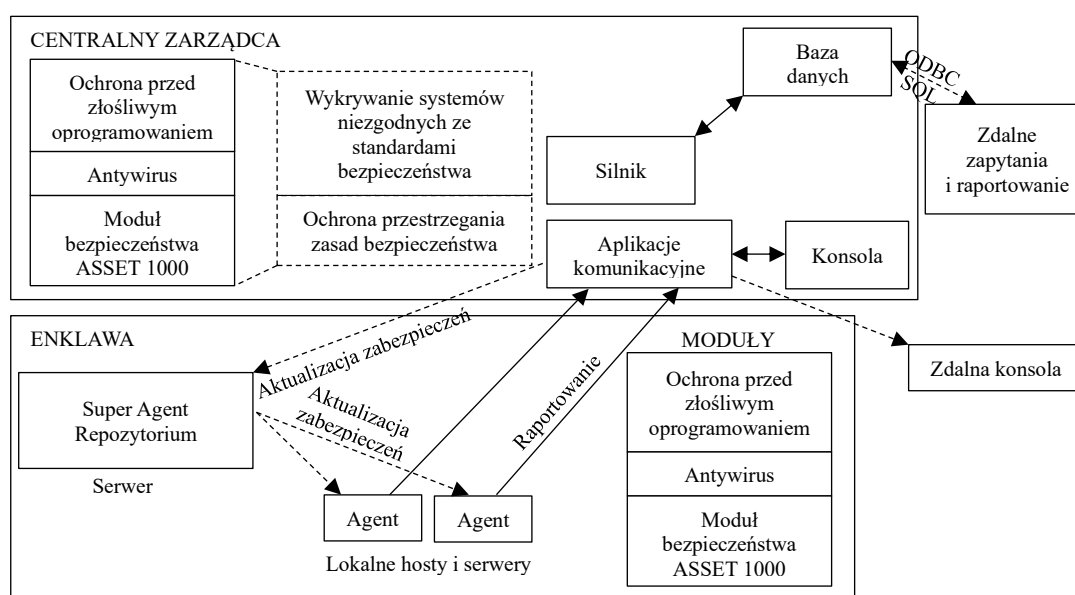 CENTRALNY ZARZĄDCA
Ochrona przed
złośliwym
oprogramowaniem
Antywirus
Moduł
bezpieczeństwa
ASSET 1000
Wykrywanie systemów
niezgodnych ze
standardami
bezpieczeństwa
Ochrona przestrzegania
zasad bezpieczeństwa
Baza
danych
Silnik
Aplikacje
komunikacyjne
Konsola
ODBC
SQL
Zdalne
zapytania
i raportowanie
ENKLAWA
Aktualizacja zabezpieczeń
Super Agent
Repozytorium
Serwer
Aktualizacja
zabezpieczeń
Raportowanie
Agent
Agent
Lokalne hosty i serwery
MODUŁY
Ochrona przed
złośliwym
oprogramowaniem
Antywirus
Moduł
bezpieczeństwa
ASSET 1000
Zdalna konsola